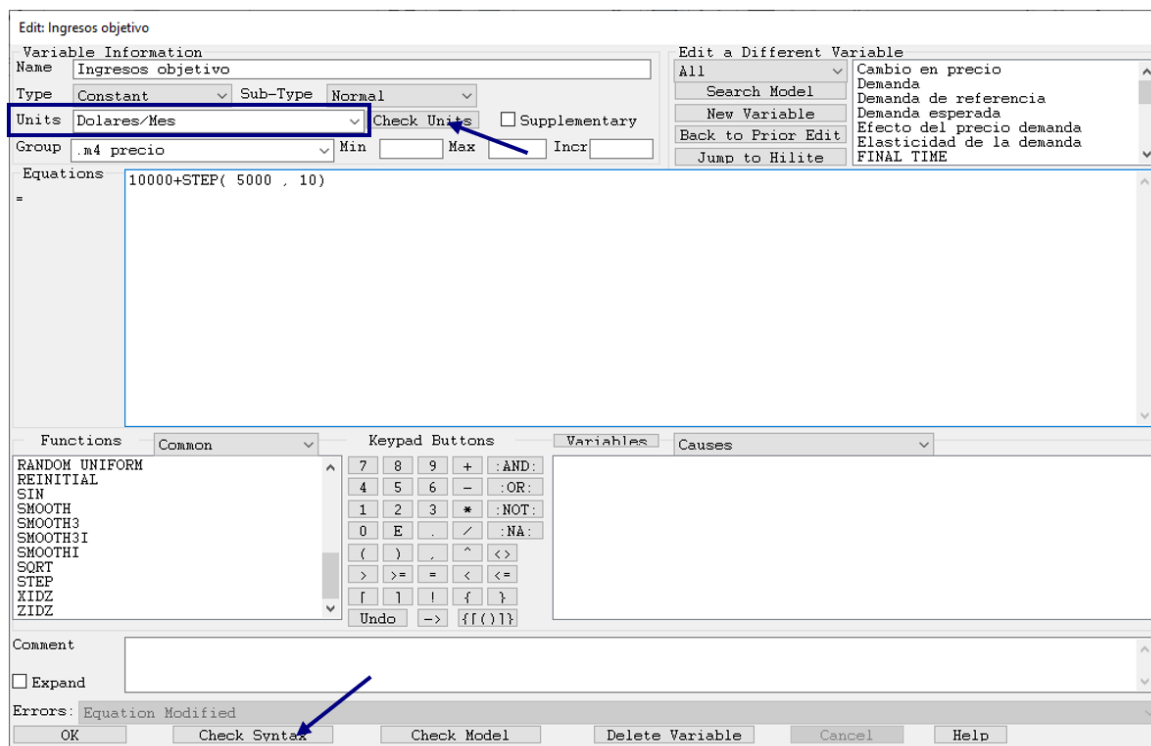 Edit: Ingresos objetivo
Variable Information
Edit a Different Variable
Name Ingresos objetivo
All
Cambio en precio
Type Constant Sub-Type Normal
Search Model
Demanda
Demanda de referencia
Units Dolares/Mes Check Units Supplementary
New Variable
Demanda esperada
Back to Prior Edit
Efecto del precio demanda
Elasticidad de la demanda
Group .m4 precio Min Max Incr
Jump to Hilite
FINAL TIME
Equations
10000+STEP( 5000 , 10)
=
Functions Common
Keypad Buttons
Variables Causes
RANDOM UNIFORM
REINITIAL
SIN
SMOOTH
SMOOTH3
SMOOTH3I
SMOOTHI
SQRT
STEP
XIDZ
ZIDZ
7 8 9 + :AND:
4 5 6 - :OR:
1 2 3 * :NOT:
0 E . / :NA:
( ) , ^ <>
> >= = < <=
[ ] ! { }
Undo -> {[()]}
Comment
Expand
Errors: Equation Modified
OK Check Syntax Check Model Delete Variable Cancel Help